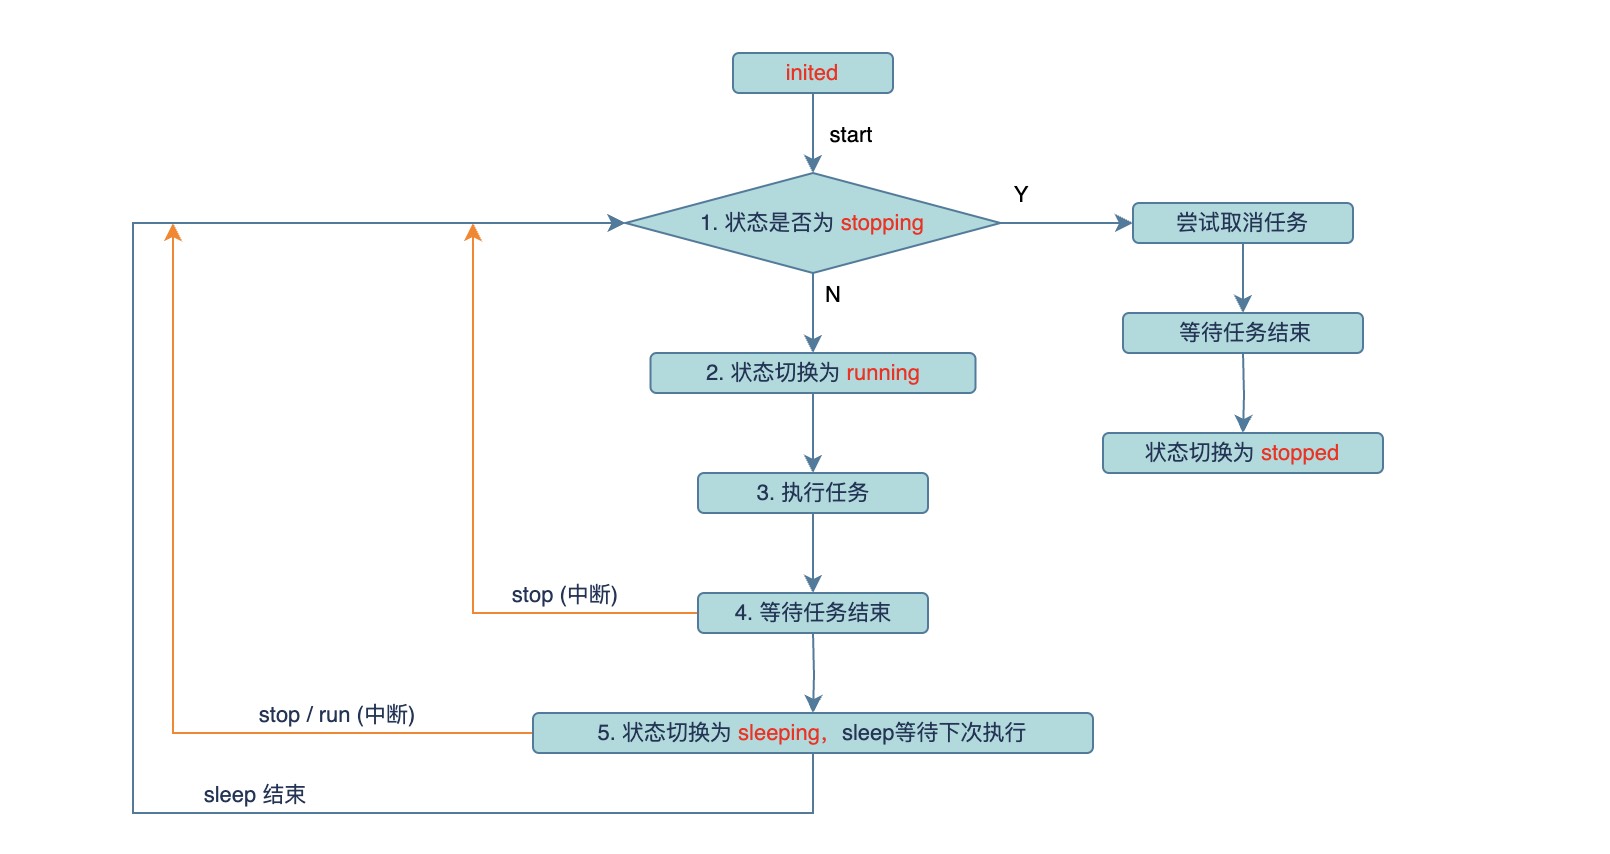 inited
start
Y
1. 状态是否为 stopping
尝试取消任务
N
等待任务结束
2. 状态切换为 running
状态切换为 stopped
3. 执行任务
stop (中断)
4. 等待任务结束
stop / run (中断)
5. 状态切换为 sleeping，sleep等待下次执行
sleep 结束